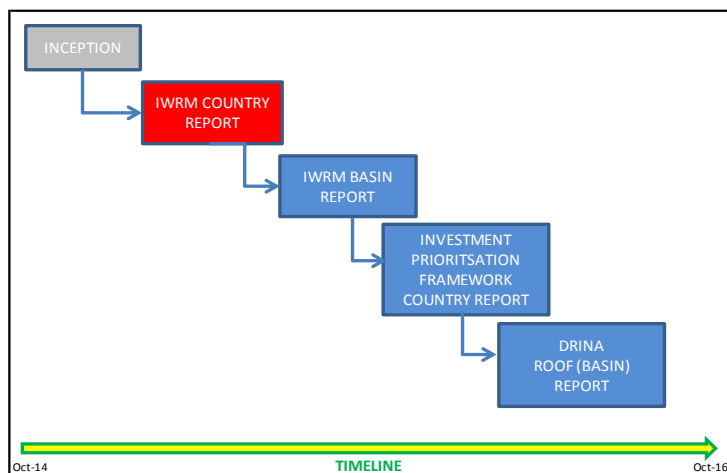 INCEPTION
IWRM COUNTRY
REPORT
IWRM BASIN
REPORT
INVESTMENT
PRIORITSATION
FRAMEWORK
COUNTRY REPORT
DRINA
ROOF (BASIN)
REPORT
Oct-14
TIMELINE
Oct-16